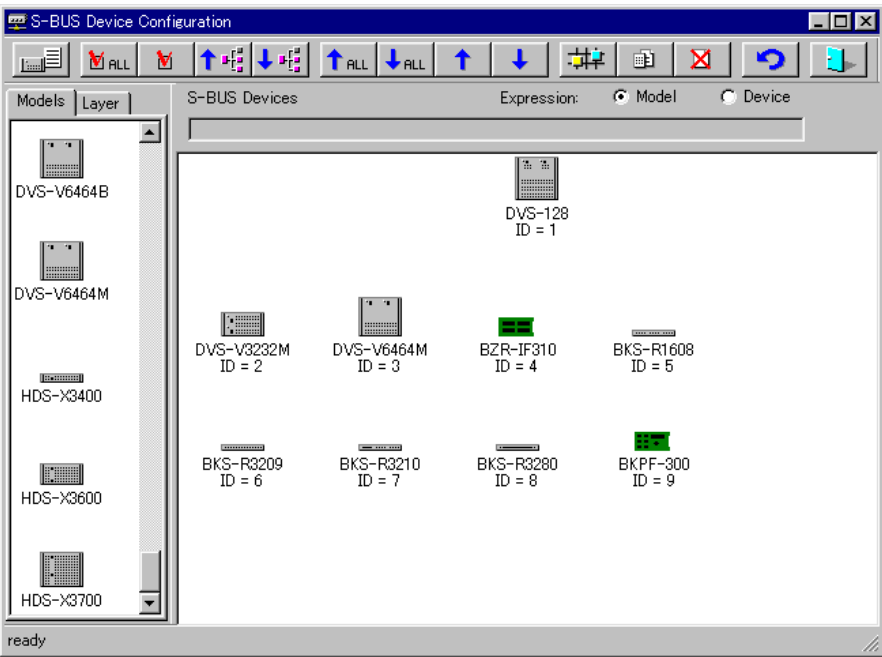 S-BUS Device Configuration
ALL ALL ALL
Models Layer S-BUS Devices Expression: Model Device
DVS-V6464B
DVS-V6464M
HDS-X3400
HDS-X3600
HDS-X3700
DVS-128
ID = 1
DVS-V3232M DVS-V6464M BZR-IF310 BKS-R1608
ID = 2 ID = 3 ID = 4 ID = 5
BKS-R3209 BKS-R3210 BKS-R3280 BKPF-300
ID = 6 ID = 7 ID = 8 ID = 9
ready